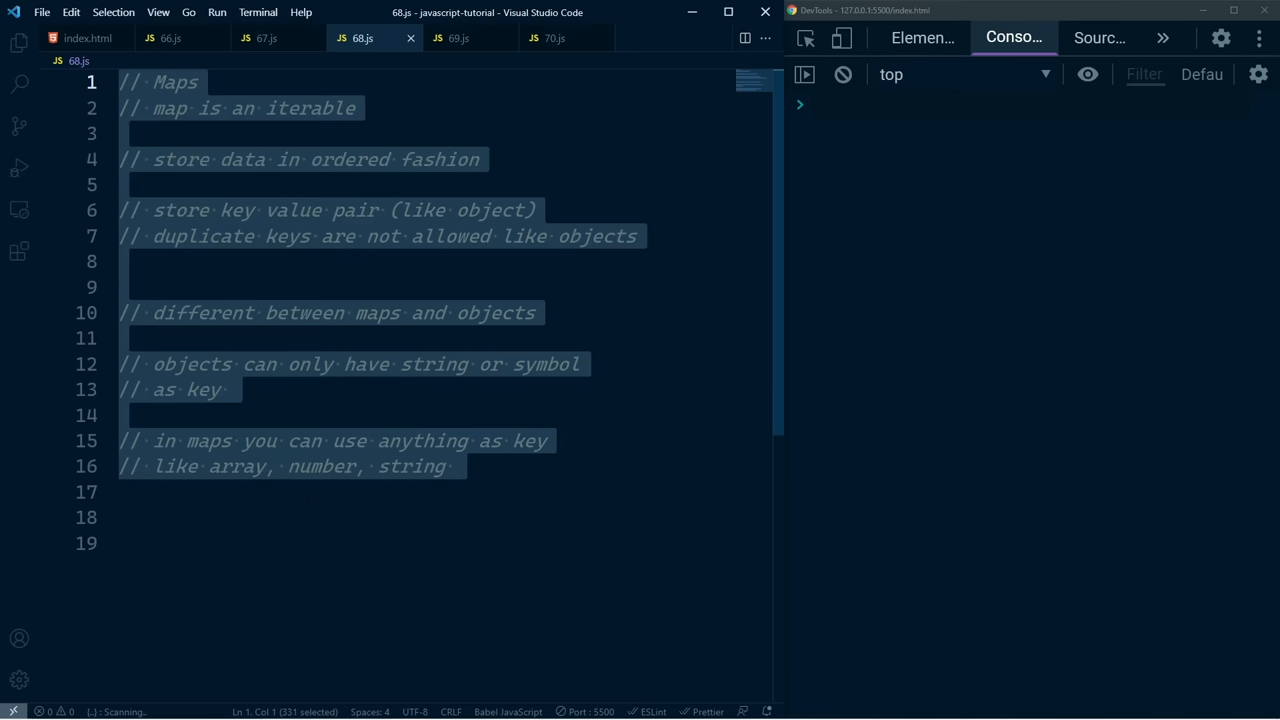 File Edit Selection View Go Run Terminal Help
68.js - javascript-tutorial - Visual Studio Code
index.html
JS 66.js
JS 67.js
JS 68.js
JS 69.js
JS 70.js
JS 68.js
1 // Maps
2 // map is an iterable
3
4 // store data in ordered fashion
5
6 // store key value pair (like object)
7 // duplicate keys are not allowed like objects
8
9
10 // different between maps and objects
11
12 // objects can only have string or symbol
13 // as key
14
15 // in maps you can use anything as key
16 // like array, number, string
17
18
19
0 0 {..} : Scanning.. Ln 1, Col 1 (331 selected) Spaces: 4 UTF-8 CRLF Babel JavaScript Port : 5500 ESLint Prettier
DevTools - 127.0.0.1:5500/index.html
Elemen... Conso... Sourc...
top Filter Defau